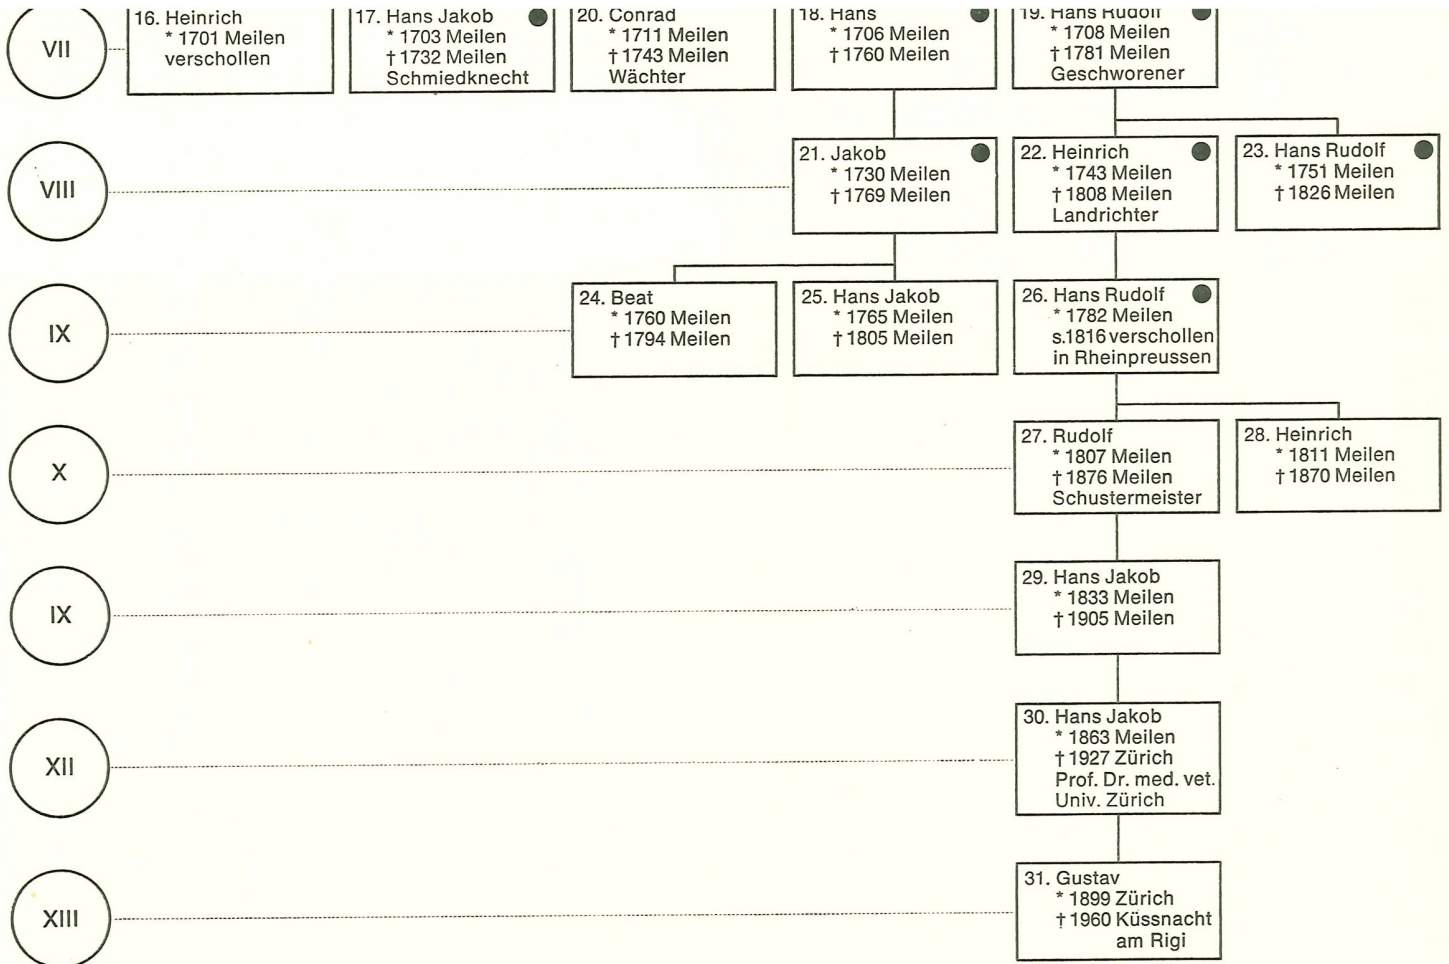 VII
16. Heinrich
* 1701 Meilen
verschollen
17. Hans Jakob
* 1703 Meilen
† 1732 Meilen
Schmiedknecht
20. Conrad
* 1711 Meilen
† 1743 Meilen
Wächter
18. Hans
* 1706 Meilen
† 1760 Meilen
19. Hans Rudolf
* 1708 Meilen
† 1781 Meilen
Geschworener
VIII
21. Jakob
* 1730 Meilen
† 1769 Meilen
22. Heinrich
* 1743 Meilen
† 1808 Meilen
Landrichter
23. Hans Rudolf
* 1751 Meilen
† 1826 Meilen
IX
24. Beat
* 1760 Meilen
† 1794 Meilen
25. Hans Jakob
* 1765 Meilen
† 1805 Meilen
26. Hans Rudolf
* 1782 Meilen
s.1816 verschollen
in Rheinpreussen
X
27. Rudolf
* 1807 Meilen
† 1876 Meilen
Schustermeister
28. Heinrich
* 1811 Meilen
† 1870 Meilen
IX
29. Hans Jakob
* 1833 Meilen
† 1905 Meilen
XII
30. Hans Jakob
* 1863 Meilen
† 1927 Zürich
Prof. Dr. med. vet.
Univ. Zürich
XIII
31. Gustav
* 1899 Zürich
† 1960 Küssnacht
am Rigi